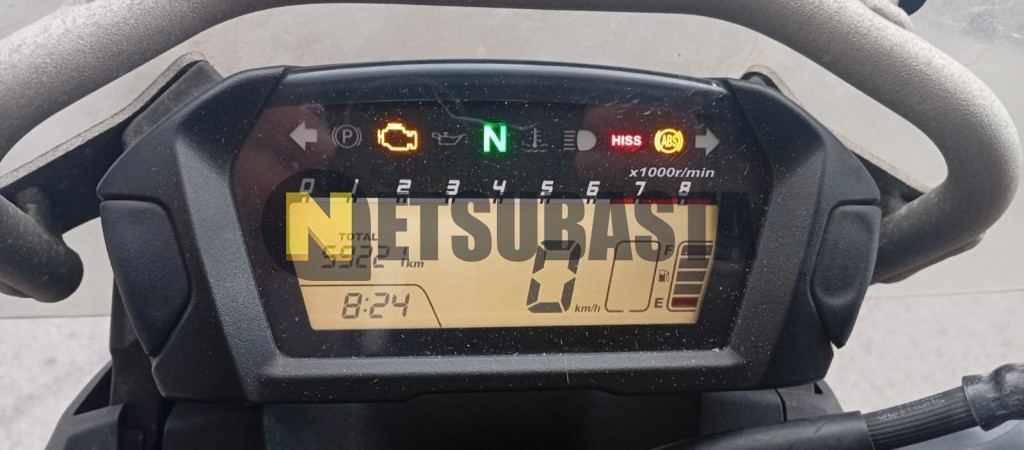 P N HISS ABS
x1000r/min
0 1 2 3 4 5 6 7 8
NETSUBASTA
TOTAL
59221 km
8:24
0 km/h
F
E